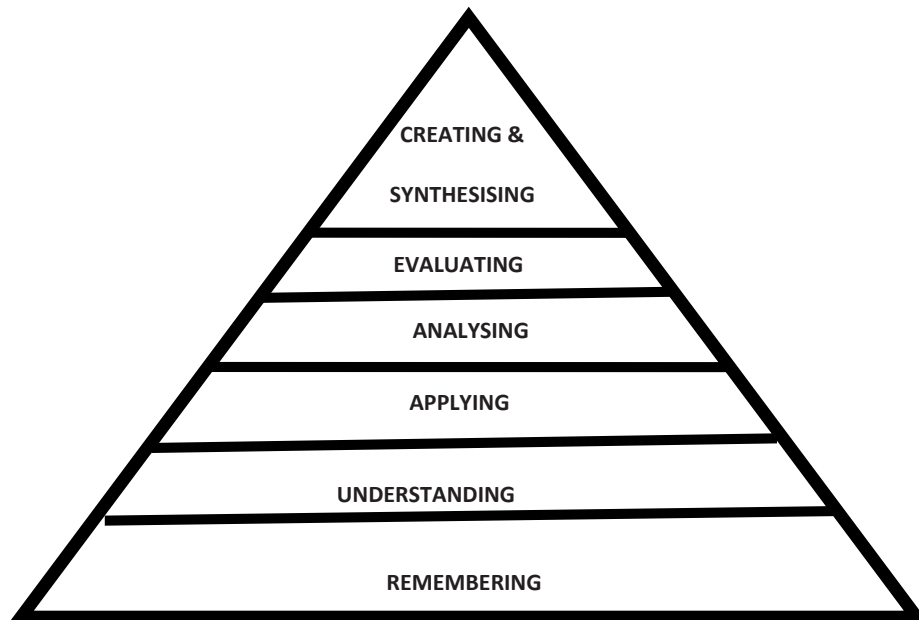 CREATING &
SYNTHESISING
EVALUATING
ANALYSING
APPLYING
UNDERSTANDING
REMEMBERING